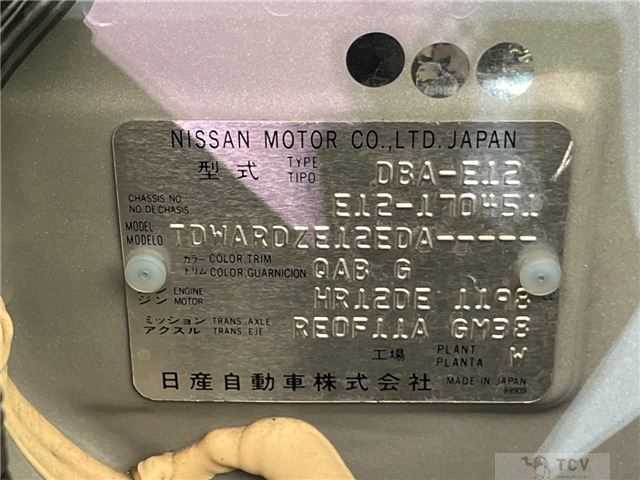 NISSAN MOTOR CO.,LTD. JAPAN
型式 TYPE TIPO DBA-E12
CHASSIS NO. NO. DE CHASIS E12-170451
MODEL MODELO TDWARDZE12EDA-----
カラー COLOR, TRIM
トリム COLOR, GUARNICION QAB G
ジン ENGINE MOTOR HR12DE 1198
ミッション TRANS. AXLE
アクスル TRANS. EJE RE0F11A GM38
工場 PLANT PLANTA W
日産自動車株式会社 MADE IN JAPAN
TCV